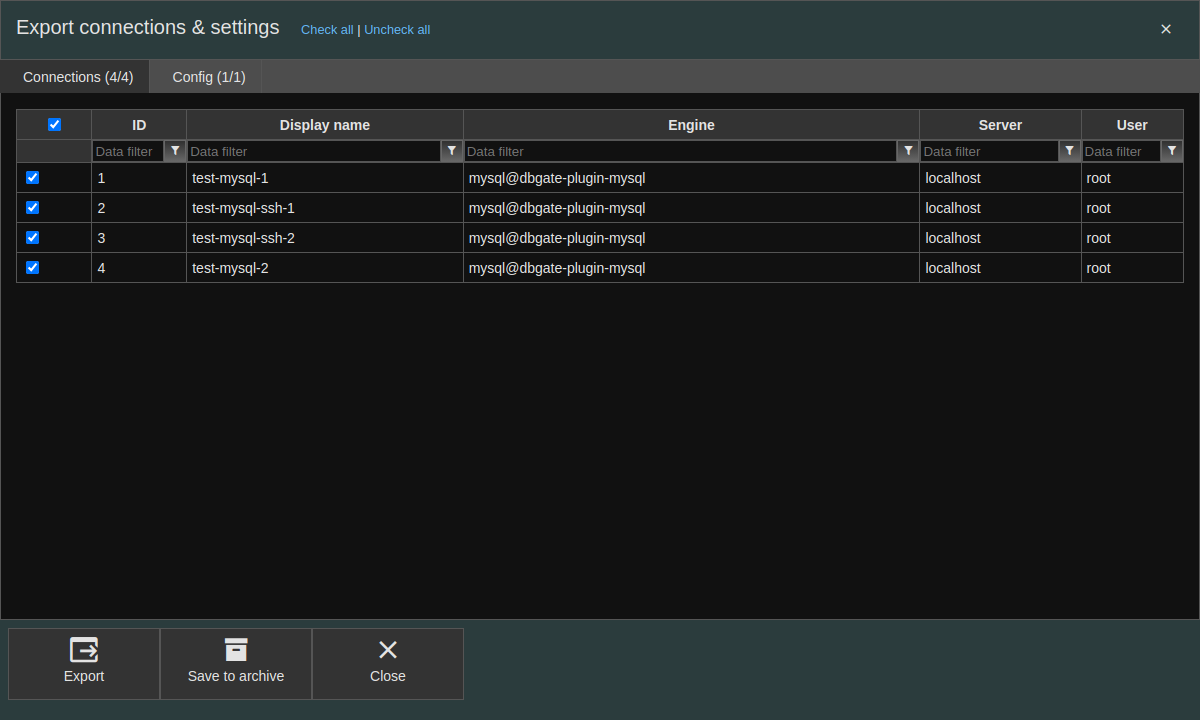 Export connections & settings Check all | Uncheck all ×
Connections (4/4) Config (1/1)
ID Display name Engine Server User
Data filter Data filter Data filter Data filter Data filter
1 test-mysql-1 mysql@dbgate-plugin-mysql localhost root
2 test-mysql-ssh-1 mysql@dbgate-plugin-mysql localhost root
3 test-mysql-ssh-2 mysql@dbgate-plugin-mysql localhost root
4 test-mysql-2 mysql@dbgate-plugin-mysql localhost root
Export Save to archive Close